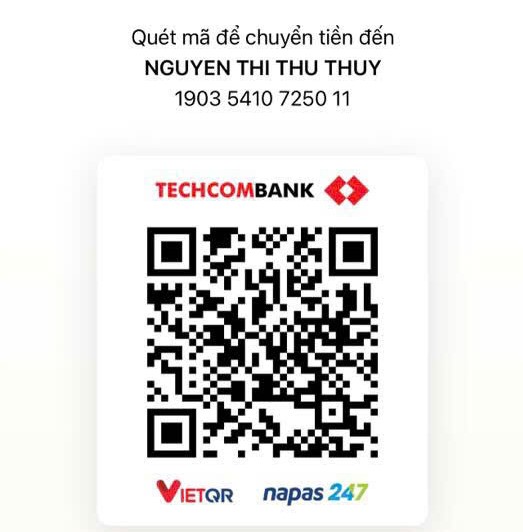 Quét mã để chuyển tiền đến
NGUYEN THI THU THUY
1903 5410 7250 11
TECHCOMBANK
VIETQR
napas 247